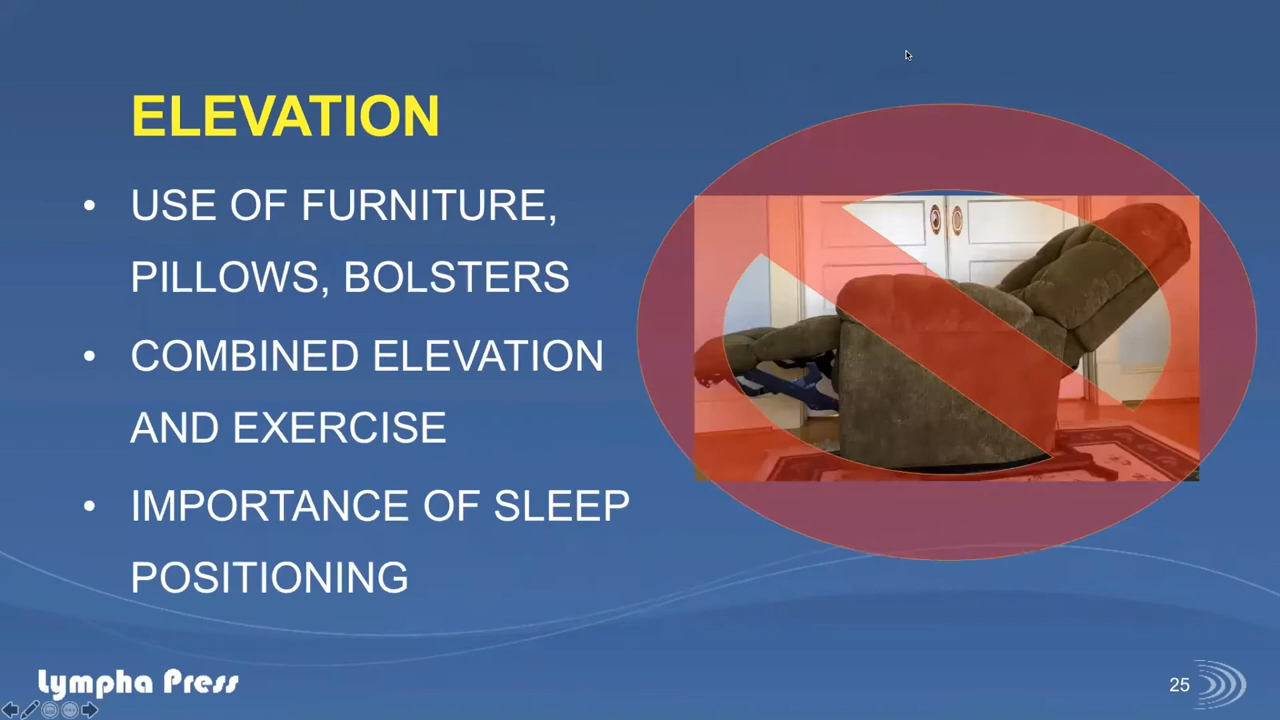 ELEVATION
• USE OF FURNITURE,
PILLOWS, BOLSTERS
• COMBINED ELEVATION
AND EXERCISE
• IMPORTANCE OF SLEEP
POSITIONING
Lympha Press
25